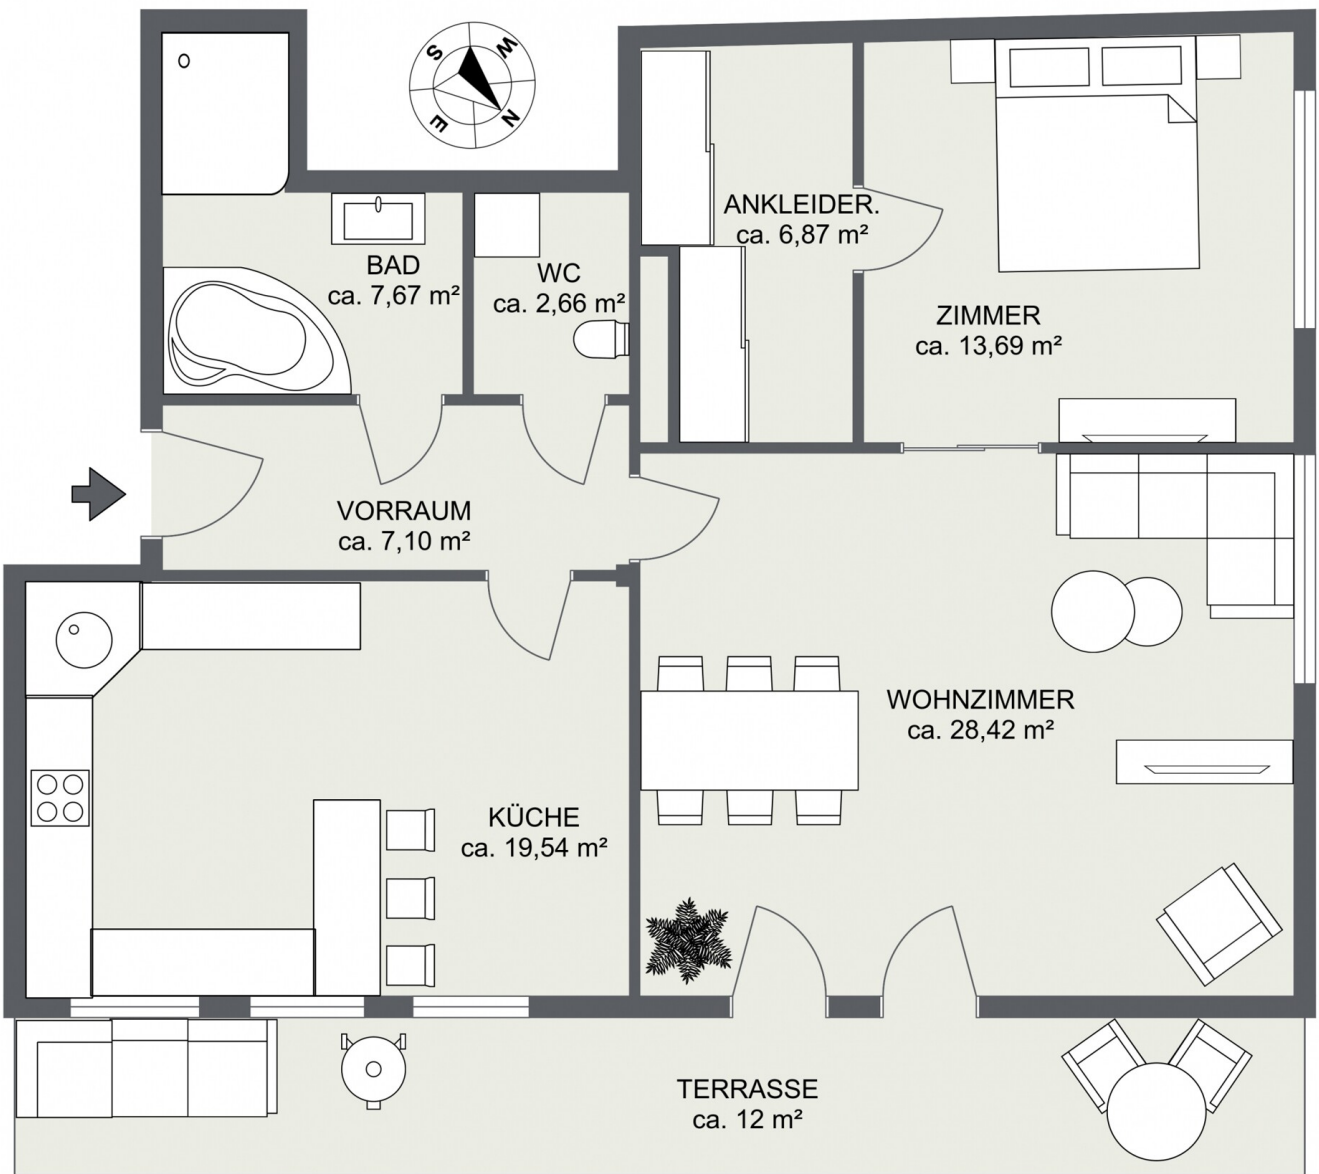 S
W
E
N
ANKLEIDER.
ca. 6,87 m²
BAD
ca. 7,67 m²
WC
ca. 2,66 m²
ZIMMER
ca. 13,69 m²
VORRAUM
ca. 7,10 m²
WOHNZIMMER
ca. 28,42 m²
KÜCHE
ca. 19,54 m²
TERRASSE
ca. 12 m²